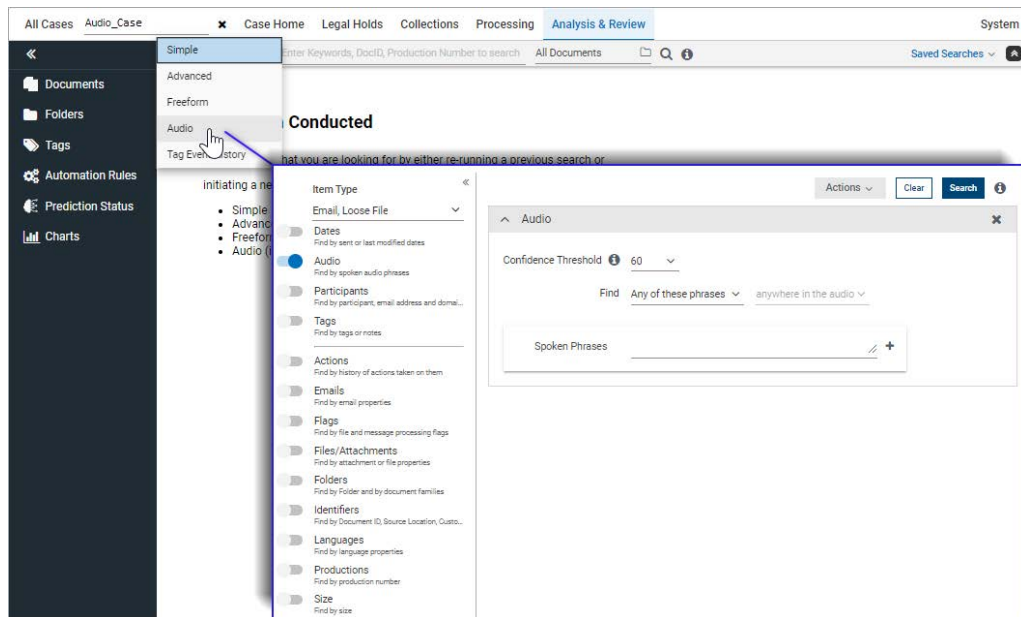 All Cases Audio_Case Case Home Legal Holds Collections Processing Analysis & Review System
Enter Keywords, DocID, Production Number to search All Documents Saved Searches
Simple
Advanced
Freeform
Audio
Tag Event History
Documents
Folders
Tags
Automation Rules
Prediction Status
Charts
Conducted
hat you are looking for by either re-running a previous search or
initiating a ne
Simple
Advanc
Freefor
Audio (i
Item Type
Email, Loose File
Dates
Find by sent or last modified dates
Audio
Find by spoken audio phrases
Participants
Find by participant, email address and domai...
Tags
Find by tags or notes
Actions
Find by history of actions taken on them
Emails
Find by email properties
Flags
Find by file and message processing flags
Files/Attachments
Find by attachment or file properties
Folders
Find by Folder and by document families
Identifiers
Find by Document ID, Source Location, Custo...
Languages
Find by language properties
Productions
Find by production number
Size
Find by size
Actions Clear Search
Audio
Confidence Threshold 60
Find Any of these phrases anywhere in the audio
Spoken Phrases